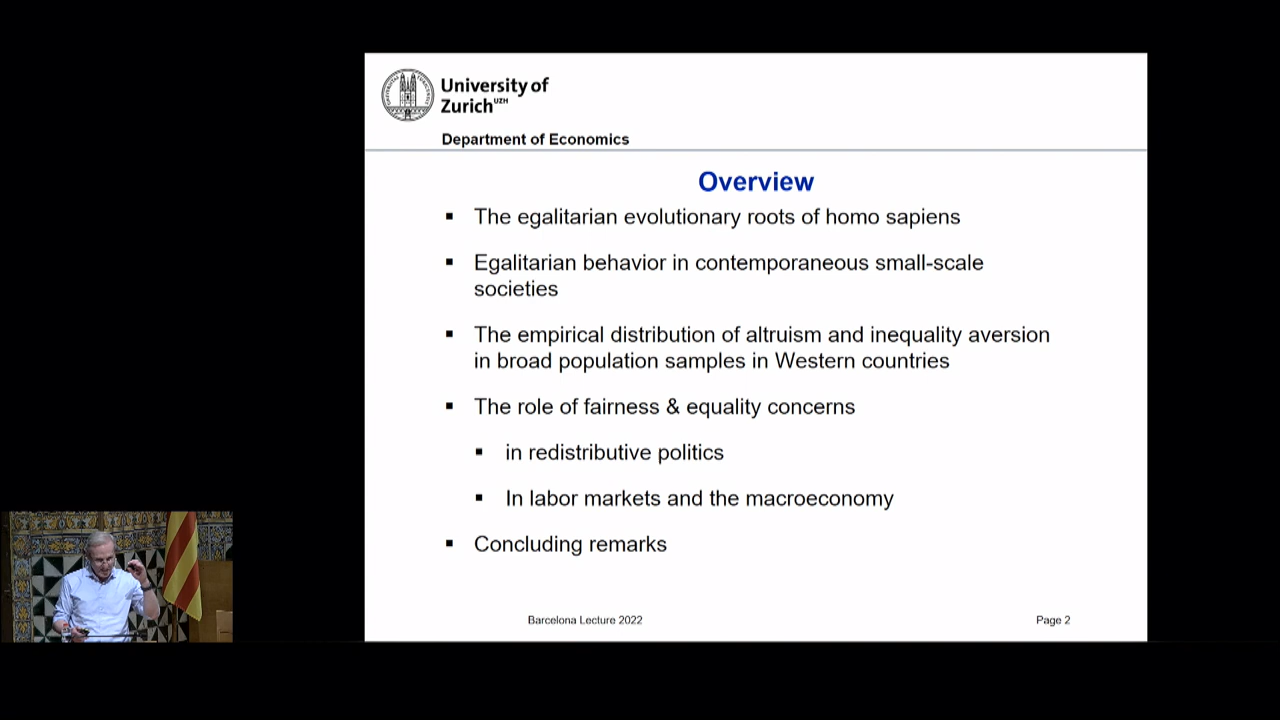 University of
Zurich UZH
Department of Economics
Overview
▪ The egalitarian evolutionary roots of homo sapiens
▪ Egalitarian behavior in contemporaneous small-scale
societies
▪ The empirical distribution of altruism and inequality aversion
in broad population samples in Western countries
▪ The role of fairness & equality concerns
▪ in redistributive politics
▪ In labor markets and the macroeconomy
▪ Concluding remarks
Barcelona Lecture 2022
Page 2